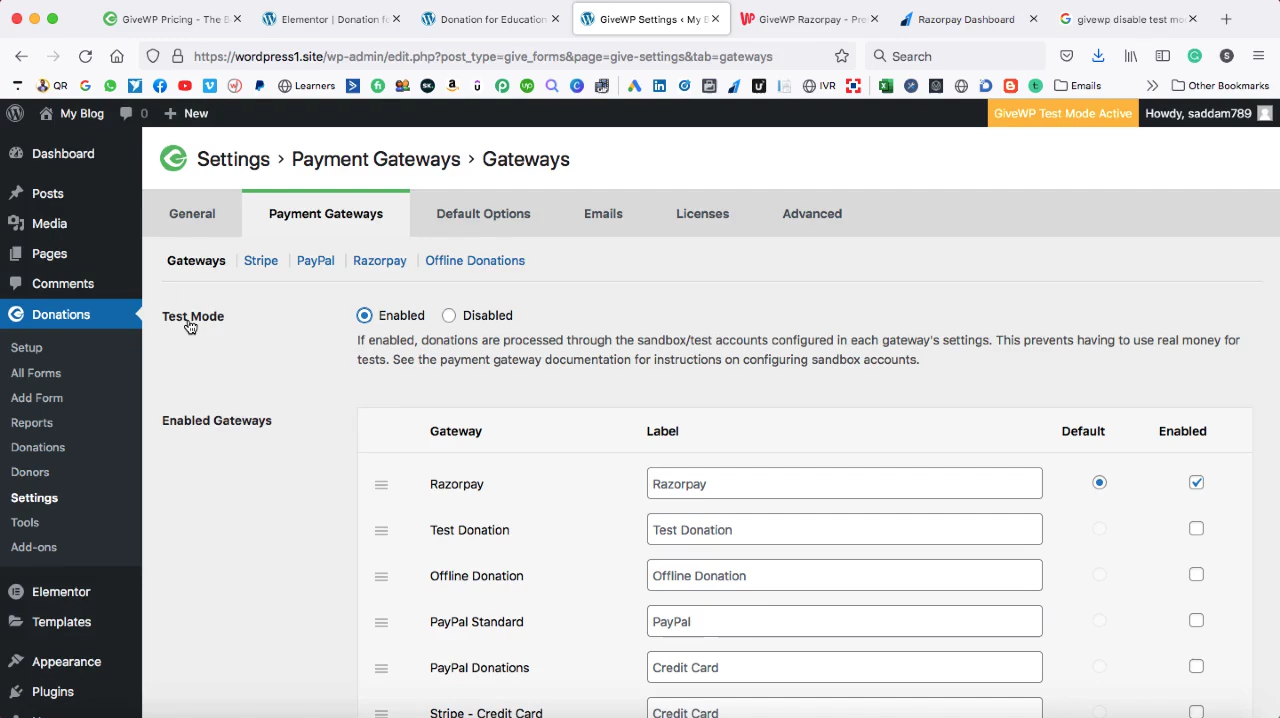 GiveWP Pricing - The B
Elementor | Donation fo
Donation for Education
GiveWP Settings ‹ My B
GiveWP Razorpay - Pre
Razorpay Dashboard
givewp disable test mo
https://wordpress1.site/wp-admin/edit.php?post_type=give_forms&page=give-settings&tab=gateways
Search
QR
Learners
IVR
Emails
Other Bookmarks
My Blog
0
New
GiveWP Test Mode Active
Howdy, saddam789
Dashboard
Posts
Media
Pages
Comments
Donations
Setup
All Forms
Add Form
Reports
Donations
Donors
Settings
Tools
Add-ons
Elementor
Templates
Appearance
Plugins
Settings › Payment Gateways › Gateways
General
Payment Gateways
Default Options
Emails
Licenses
Advanced
Gateways
Stripe
PayPal
Razorpay
Offline Donations
Test Mode
Enabled
Disabled
If enabled, donations are processed through the sandbox/test accounts configured in each gateway's settings. This prevents having to use real money for
tests. See the payment gateway documentation for instructions on configuring sandbox accounts.
Enabled Gateways
Gateway
Label
Default
Enabled
Razorpay
Razorpay
Test Donation
Test Donation
Offline Donation
Offline Donation
PayPal Standard
PayPal
PayPal Donations
Credit Card
Stripe - Credit Card
Credit Card